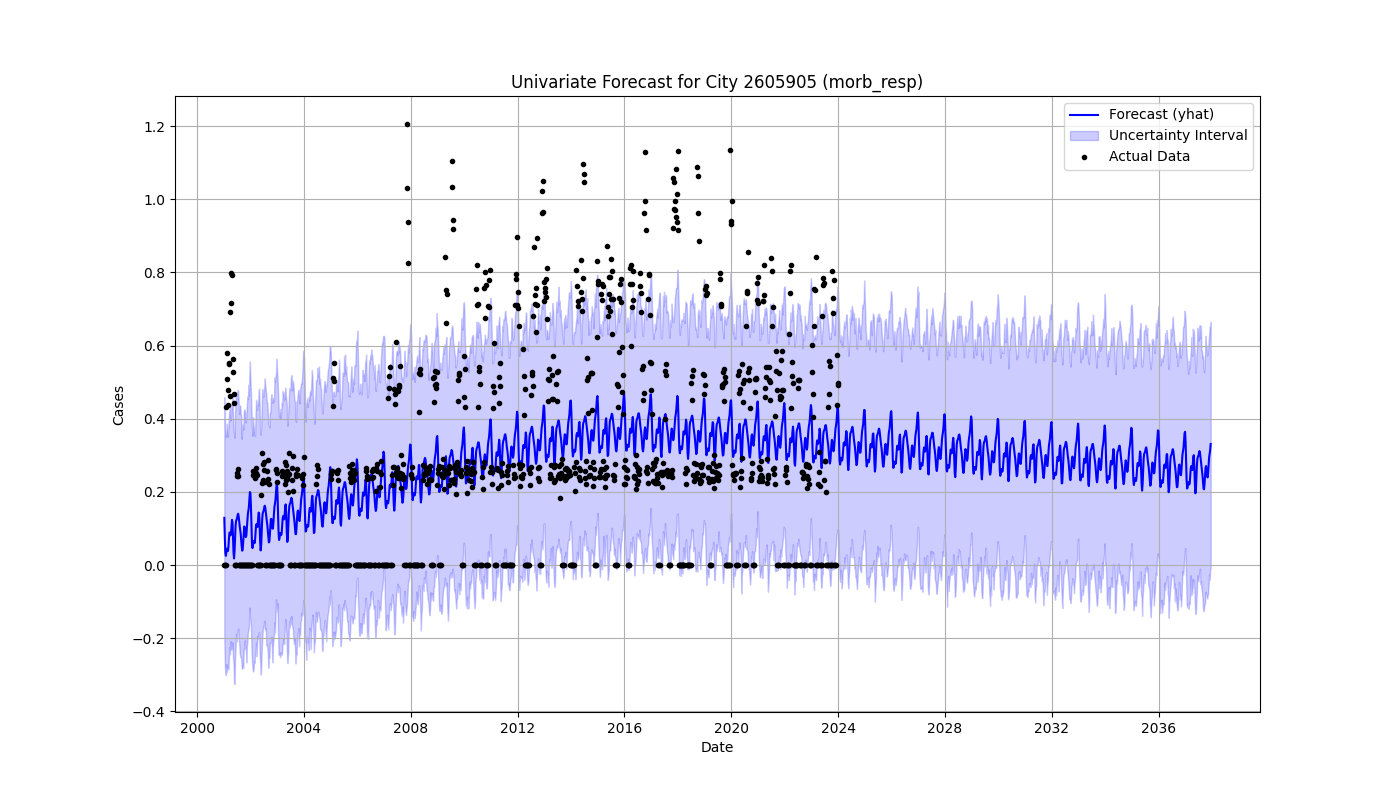 Univariate Forecast for City 2605905 (morb_resp)
Forecast (yhat)
Uncertainty Interval
Actual Data
Cases
1.2
1.0
0.8
0.6
0.4
0.2
0.0
−0.2
−0.4
2000 2004 2008 2012 2016 2020 2024 2028 2032 2036
Date